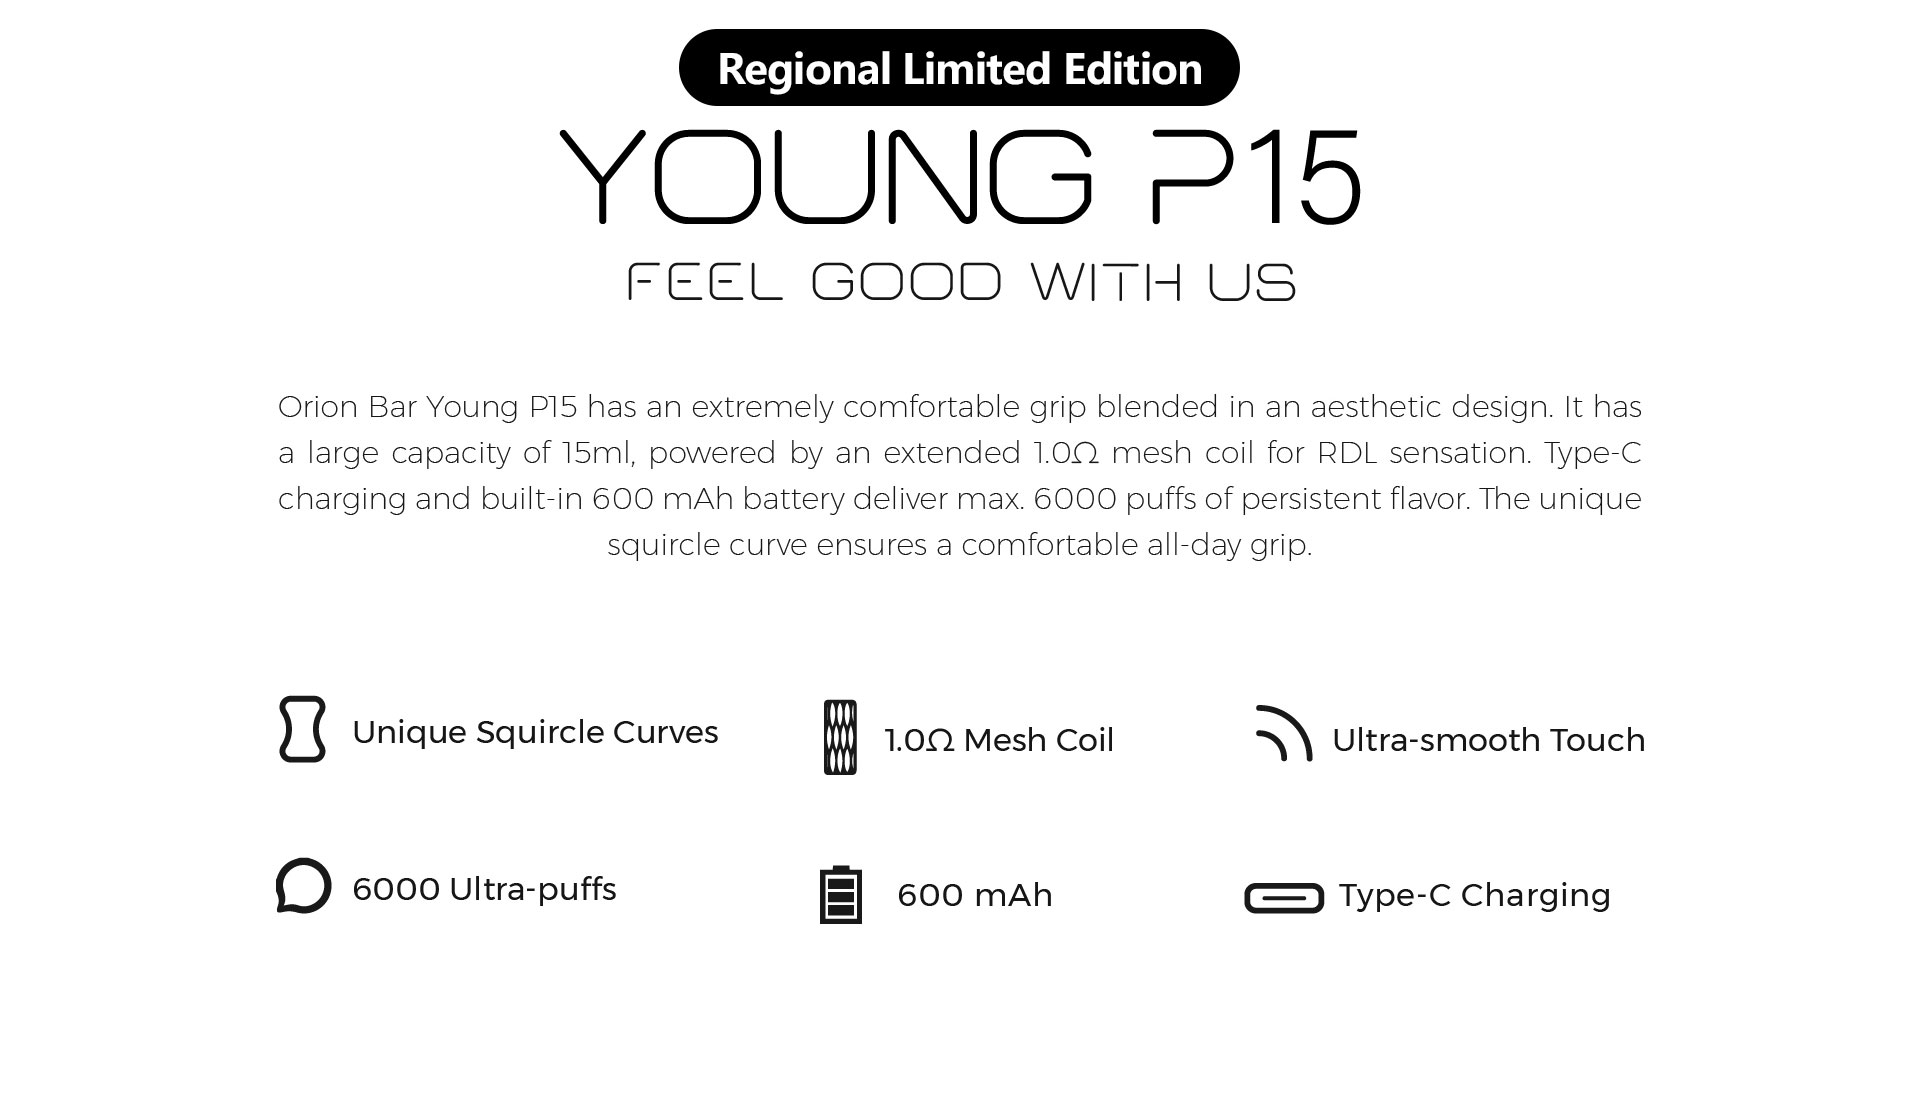 Regional Limited Edition
YOUNG P15
FEEL GOOD WITH US
Orion Bar Young P15 has an extremely comfortable grip blended in an aesthetic design. It has
a large capacity of 15ml, powered by an extended 1.0Ω mesh coil for RDL sensation. Type-C
charging and built-in 600 mAh battery deliver max. 6000 puffs of persistent flavor. The unique
squircle curve ensures a comfortable all-day grip.
Unique Squircle Curves
1.0Ω Mesh Coil
Ultra-smooth Touch
6000 Ultra-puffs
600 mAh
Type-C Charging